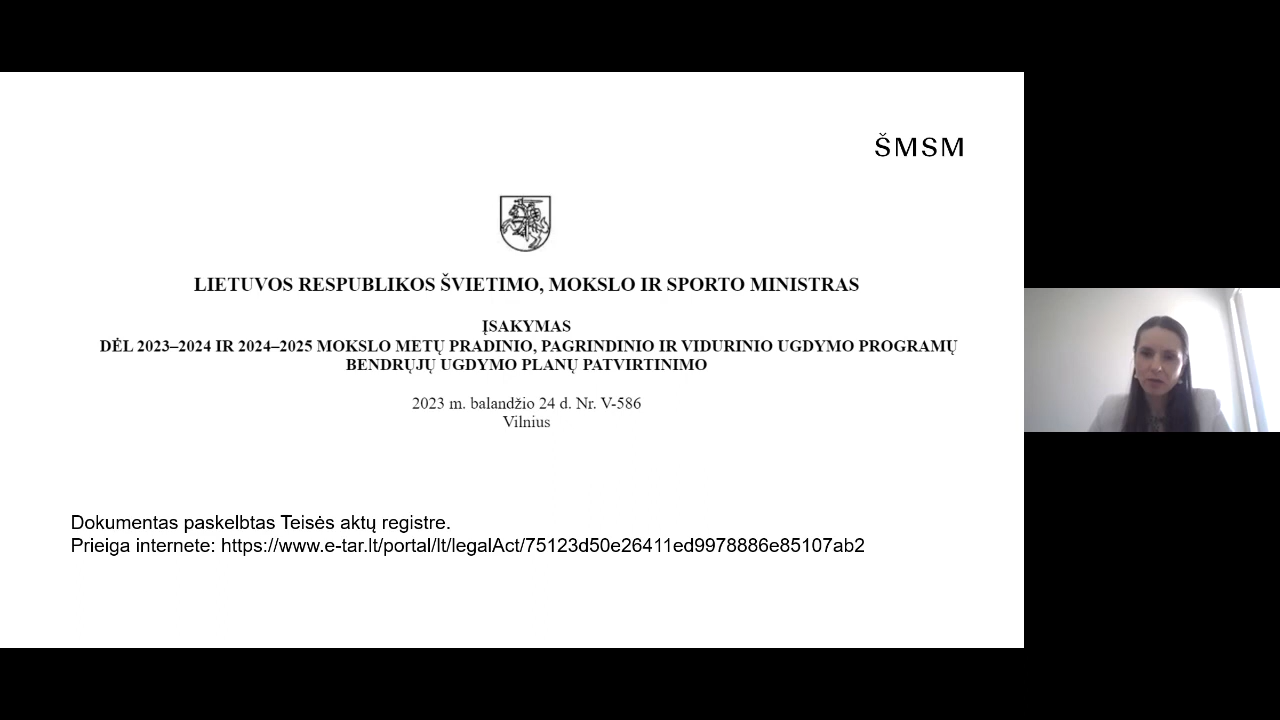 ŠMSM
LIETUVOS RESPUBLIKOS ŠVIETIMO, MOKSLO IR SPORTO MINISTRAS
ĮSAKYMAS
DĖL 2023–2024 IR 2024–2025 MOKSLO METŲ PRADINIO, PAGRINDINIO IR VIDURINIO UGDYMO PROGRAMŲ
BENDRŲJŲ UGDYMO PLANŲ PATVIRTINIMO
2023 m. balandžio 24 d. Nr. V-586
Vilnius
Dokumentas paskelbtas Teisės aktų registre.
Prieiga internete: https://www.e-tar.lt/portal/lt/legalAct/75123d50e26411ed9978886e85107ab2